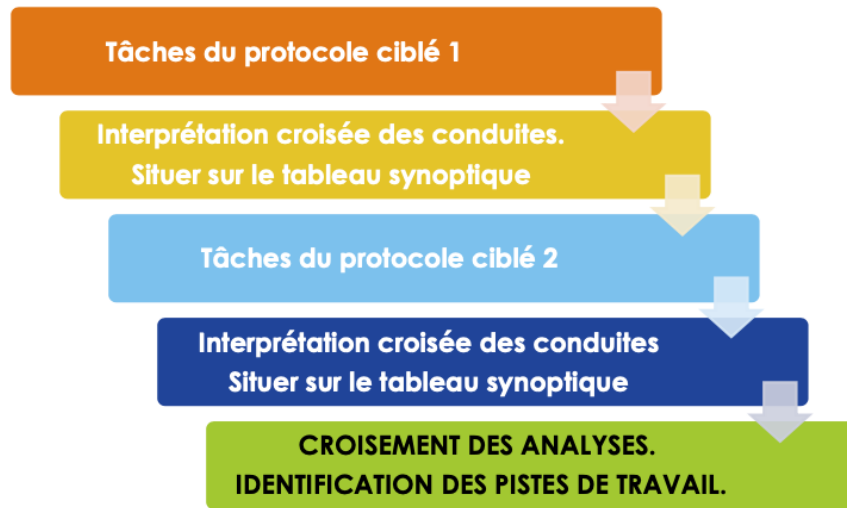 Tâches du protocole ciblé 1
Interprétation croisée des conduites.
Situer sur le tableau synoptique
Tâches du protocole ciblé 2
Interprétation croisée des conduites
Situer sur le tableau synoptique
CROISEMENT DES ANALYSES.
IDENTIFICATION DES PISTES DE TRAVAIL.